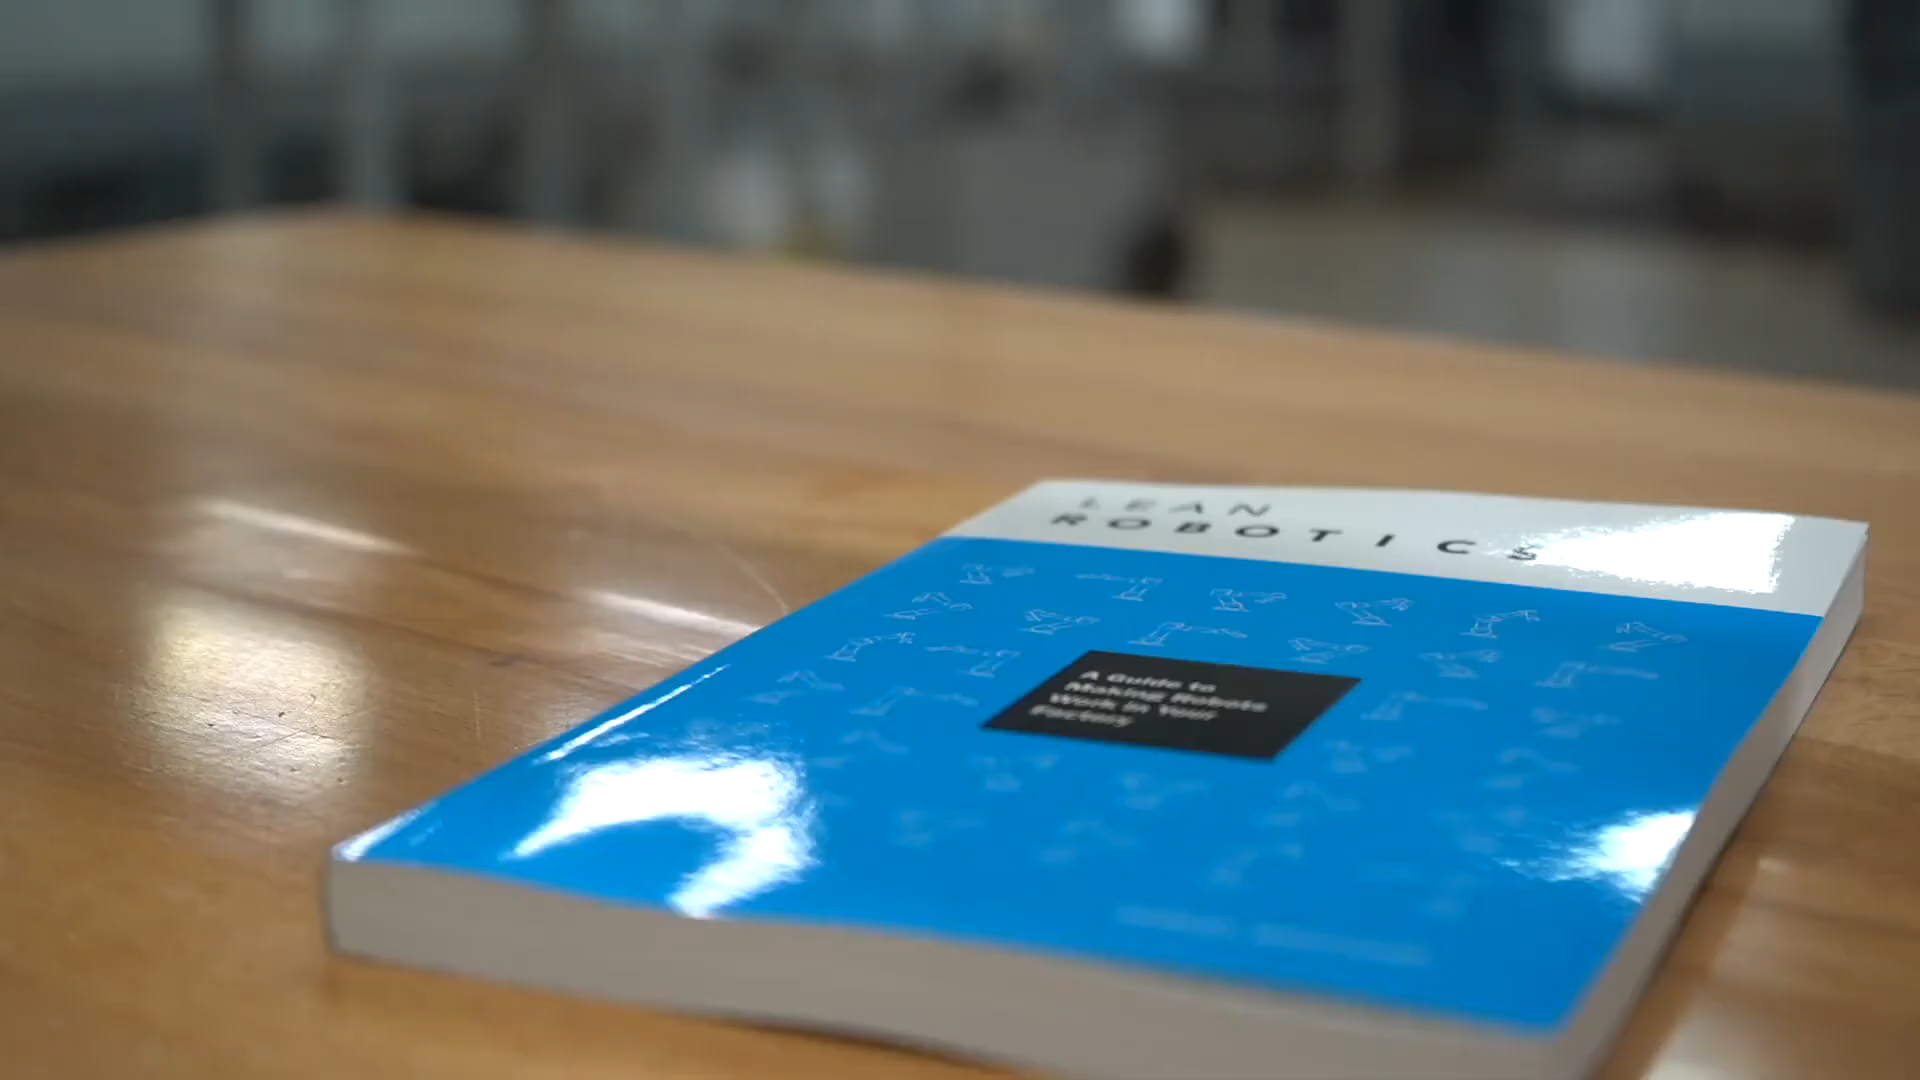 LEAN
ROBOTICS
A Guide to
Making Robots
Work in Your
Factory